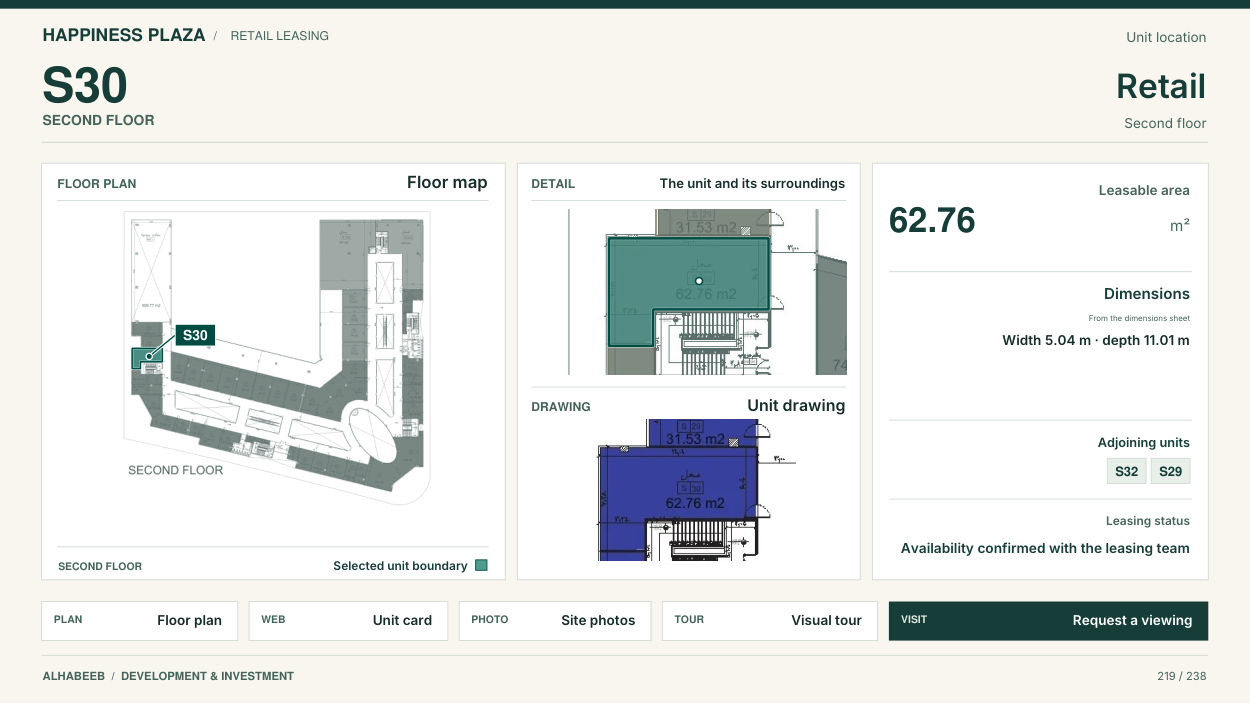 HAPPINESS PLAZA / RETAIL LEASING
Unit location
S30
Retail
SECOND FLOOR
Second floor
FLOOR PLAN
Floor map
S30
SECOND FLOOR
SECOND FLOOR
Selected unit boundary
DETAIL
The unit and its surroundings
S 29
31.53 m2
62.76 m2
74
DRAWING
Unit drawing
S 29
31.53 m2
S 30
62.76 m2
Leasable area
62.76
m²
Dimensions
From the dimensions sheet
Width 5.04 m · depth 11.01 m
Adjoining units
S32 S29
Leasing status
Availability confirmed with the leasing team
PLAN Floor plan
WEB Unit card
PHOTO Site photos
TOUR Visual tour
VISIT Request a viewing
ALHABEEB / DEVELOPMENT & INVESTMENT
219 / 238